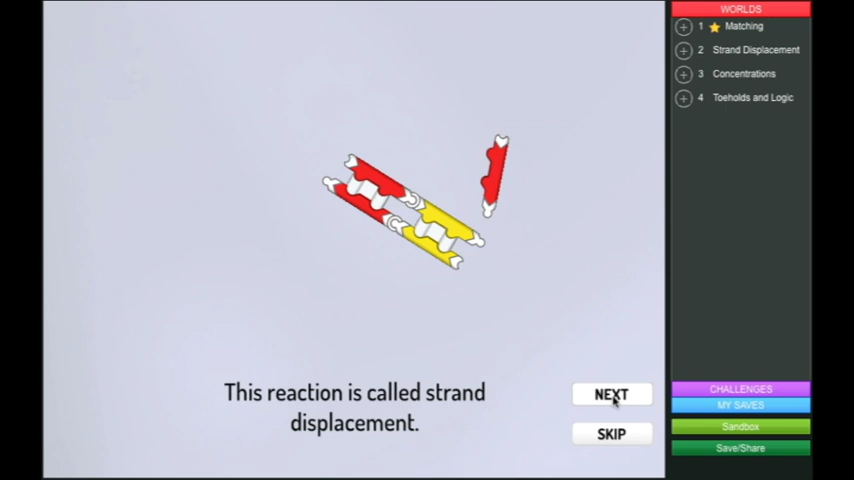 WORLDS
1 Matching
2 Strand Displacement
3 Concentrations
4 Toeholds and Logic
This reaction is called strand
displacement.
NEXT
SKIP
CHALLENGES
MY SAVES
Sandbox
Save/Share